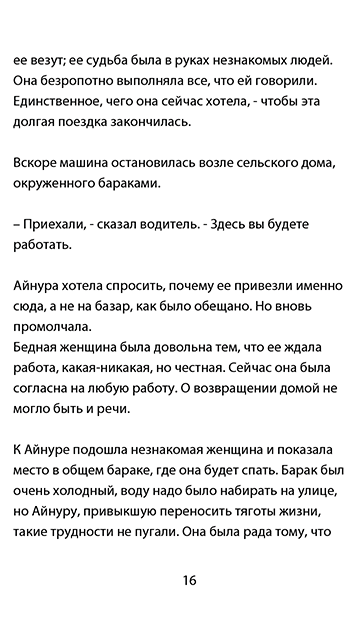 ее везут; ее судьба была в руках незнакомых людей.
Она безропотно выполняла все, что ей говорили.
Единственное, чего она сейчас хотела, - чтобы эта
долгая поездка закончилась.
Вскоре машина остановилась возле сельского дома,
окруженного бараками.
– Приехали, - сказал водитель. - Здесь вы будете
работать.
Айнура хотела спросить, почему ее привезли именно
сюда, а не на базар, как было обещано. Но вновь
промолчала.
Бедная женщина была довольна тем, что ее ждала
работа, какая-никакая, но честная. Сейчас она была
согласна на любую работу. О возвращении домой не
могло быть и речи.
К Айнуре подошла незнакомая женщина и показала
место в общем бараке, где она будет спать. Барак был
очень холодный, воду надо было набирать на улице,
но Айнуру, привыкшую переносить тяготы жизни,
такие трудности не пугали. Она была рада тому, что
16